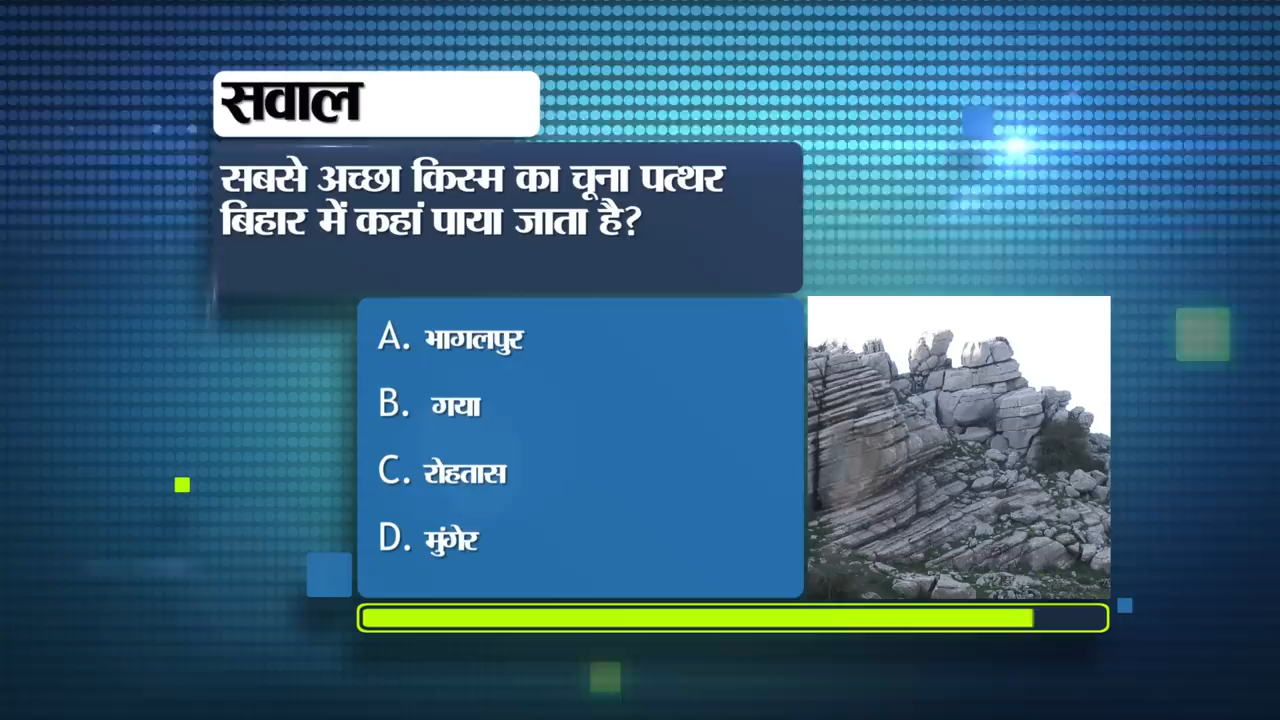 सवाल
सबसे अच्छा किस्म का चूना पत्थर
बिहार में कहां पाया जाता है?
A. भागलपुर
B. गया
C. रोहतास
D. मुंगेर